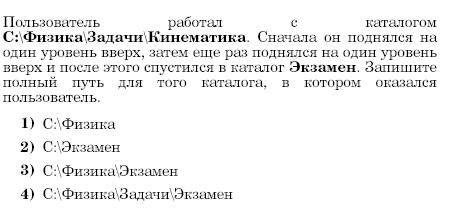 Пользователь работал с каталогом
C:\Физика\Задачи\Кинематика. Сначала он поднялся на
один уровень вверх, затем еще раз поднялся на один уровень
вверх и после этого спустился в каталог Экзамен. Запишите
полный путь для того каталога, в котором оказался
пользователь.
1) C:\Физика
2) C:\Экзамен
3) C:\Физика\Экзамен
4) C:\Физика\Задачи\Экзамен